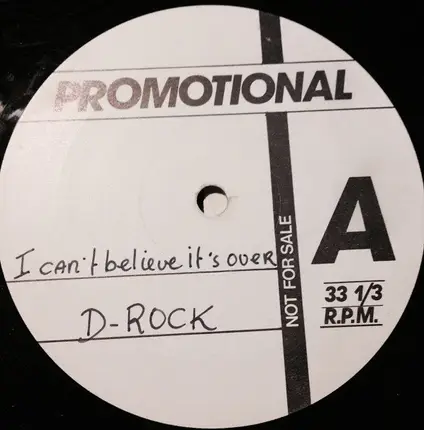 PROMOTIONAL
A
NOT FOR SALE
I can't believe it's over
33 1/3
R.P.M.
D-ROCK